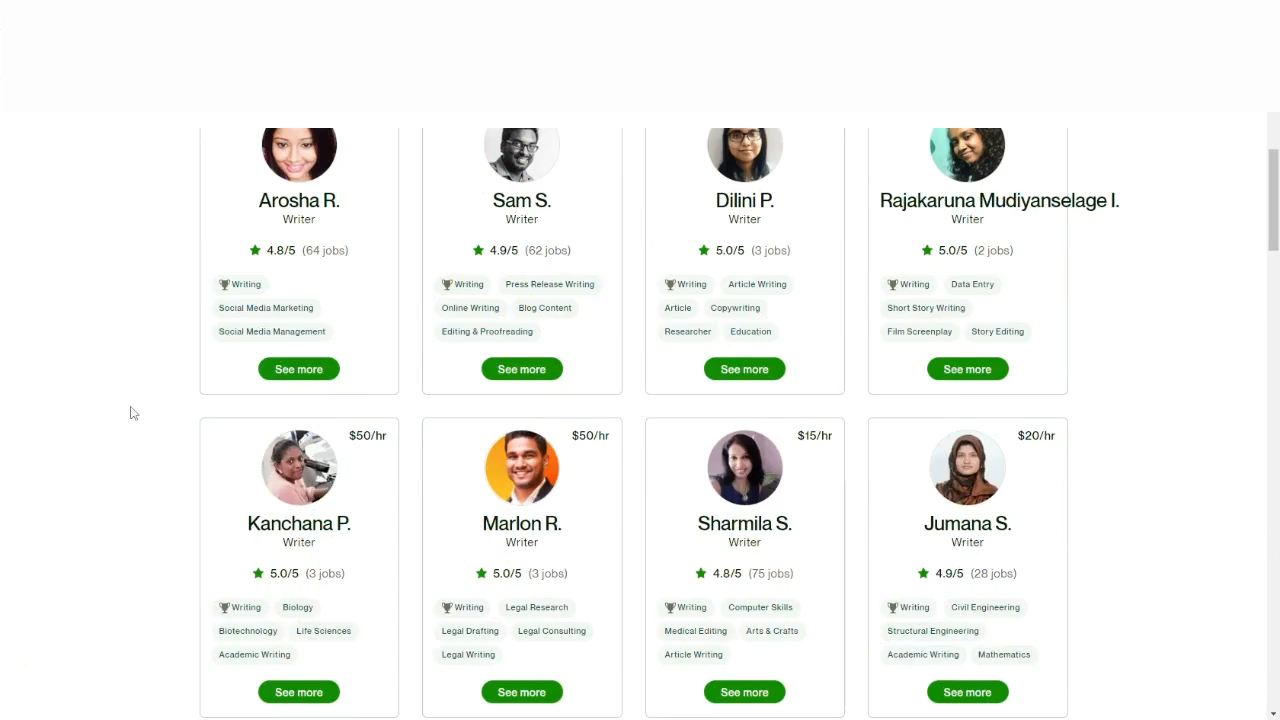 Arosha R. Sam S. Dilini P. Rajakaruna Mudiyanselage I.
Writer Writer Writer Writer
4.8/5 (64 jobs) 4.9/5 (62 jobs) 5.0/5 (3 jobs) 5.0/5 (2 jobs)
Writing Writing Press Release Writing Writing Article Writing Writing Data Entry
Social Media Marketing Online Writing Blog Content Article Copywriting Short Story Writing
Social Media Management Editing & Proofreading Researcher Education Film Screenplay Story Editing
See more See more See more See more
$50/hr $50/hr $15/hr $20/hr
Kanchana P. Marlon R. Sharmila S. Jumana S.
Writer Writer Writer Writer
5.0/5 (3 jobs) 5.0/5 (3 jobs) 4.8/5 (75 jobs) 4.9/5 (28 jobs)
Writing Biology Writing Legal Research Writing Computer Skills Writing Civil Engineering
Biotechnology Life Sciences Legal Drafting Legal Consulting Medical Editing Arts & Crafts Structural Engineering
Academic Writing Legal Writing Article Writing Academic Writing Mathematics
See more See more See more See more